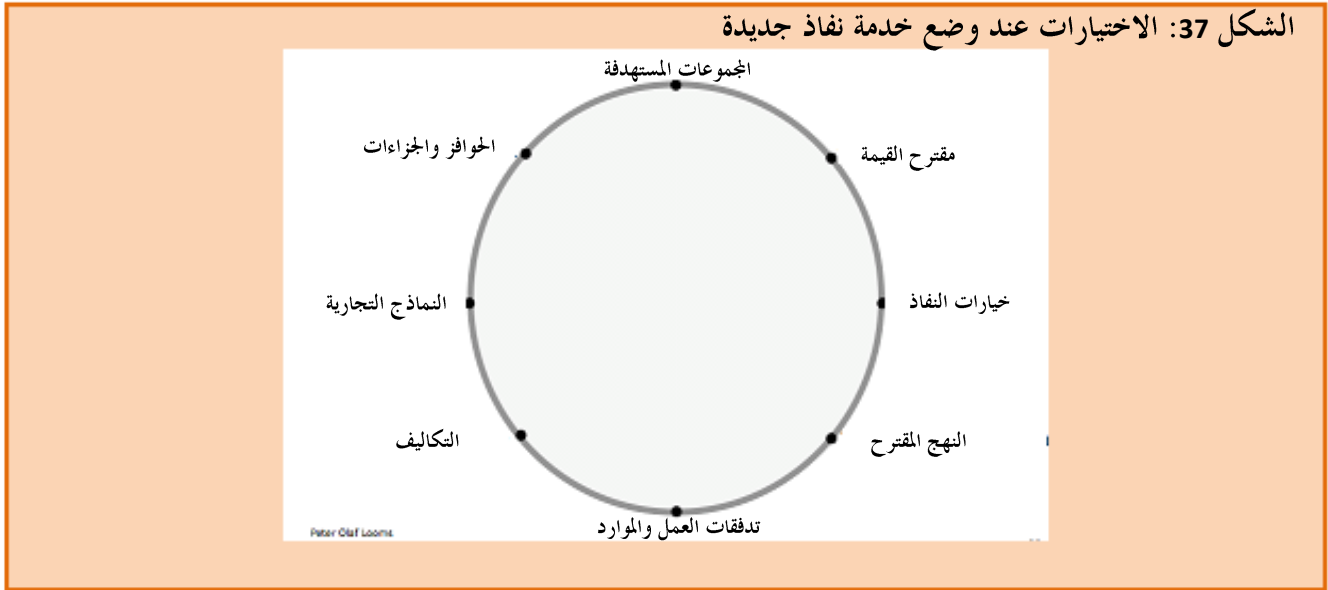 الشكل 37: الاختيارات عند وضع خدمة نفاذ جديدة
المجموعات المستهدفة
مقترح القيمة
خيارات النفاذ
النهج المقترح
تدفقات العمل والموارد
التكاليف
النماذج التجارية
الحوافز والجزاءات
Peter Olaf Looms